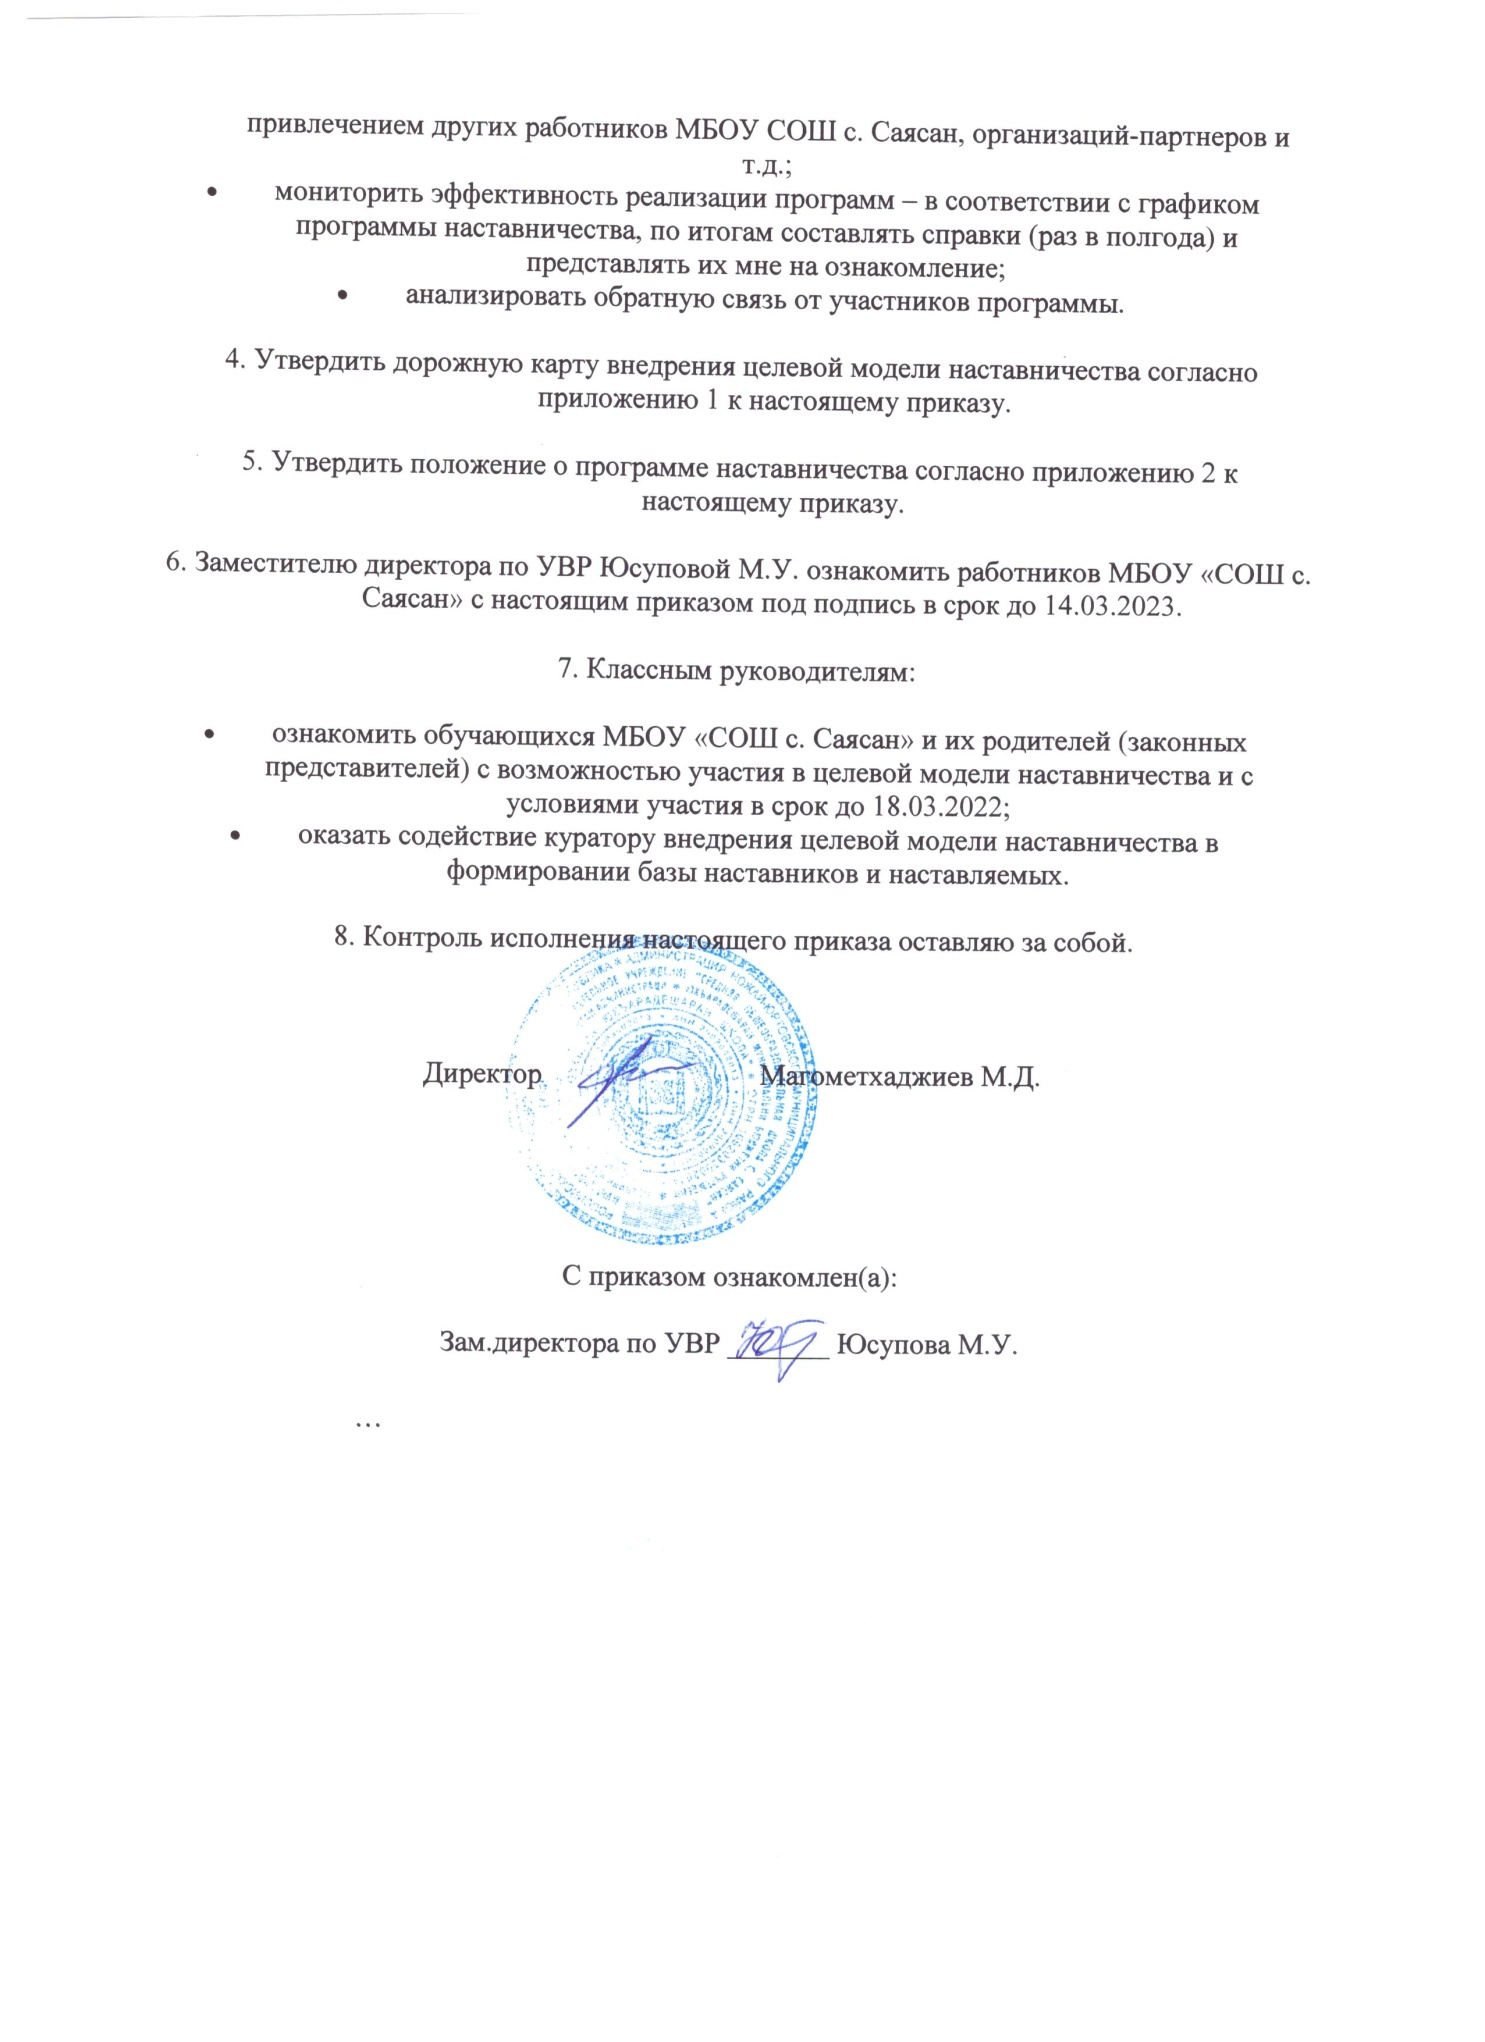 привлечением других работников МБОУ СОШ с. Саясан, организаций-партнеров и
т.д.;
• мониторить эффективность реализации программ – в соответствии с графиком
программы наставничества, по итогам составлять справки (раз в полгода) и
представлять их мне на ознакомление;
• анализировать обратную связь от участников программы.
4. Утвердить дорожную карту внедрения целевой модели наставничества согласно
приложению 1 к настоящему приказу.
5. Утвердить положение о программе наставничества согласно приложению 2 к
настоящему приказу.
6. Заместителю директора по УВР Юсуповой М.У. ознакомить работников МБОУ «СОШ с.
Саясан» с настоящим приказом под подпись в срок до 14.03.2023.
7. Классным руководителям:
• ознакомить обучающихся МБОУ «СОШ с. Саясан» и их родителей (законных
представителей) с возможностью участия в целевой модели наставничества и с
условиями участия в срок до 18.03.2022;
• оказать содействие куратору внедрения целевой модели наставничества в
формировании базы наставников и наставляемых.
8. Контроль исполнения настоящего приказа оставляю за собой.
Директор Магометхаджиев М.Д.
С приказом ознакомлен(а):
Зам.директора по УВР _______ Юсупова М.У.
…